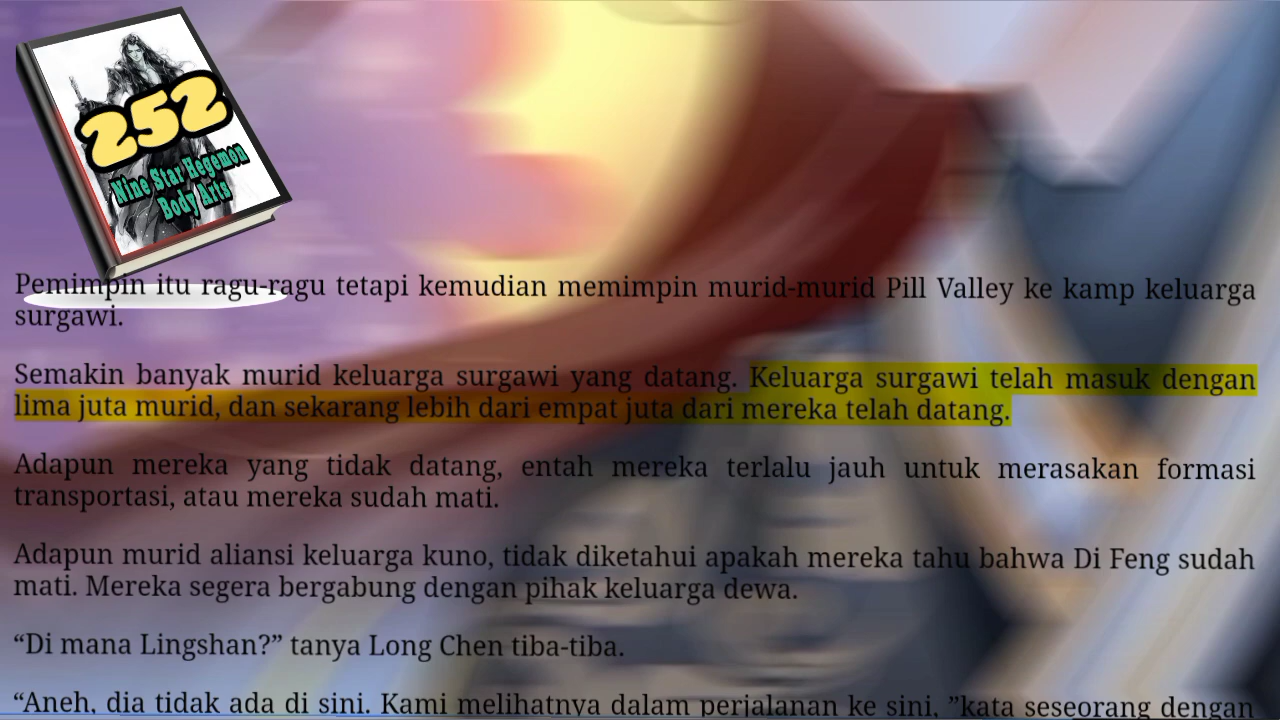 252
Nine Star Hegemon
Body Arts
Pemimpin itu ragu-ragu tetapi kemudian memimpin murid-murid Pill Valley ke kamp keluarga
surgawi.
Semakin banyak murid keluarga surgawi yang datang. Keluarga surgawi telah masuk dengan
lima juta murid, dan sekarang lebih dari empat juta dari mereka telah datang.
Adapun mereka yang tidak datang, entah mereka terlalu jauh untuk merasakan formasi
transportasi, atau mereka sudah mati.
Adapun murid aliansi keluarga kuno, tidak diketahui apakah mereka tahu bahwa Di Feng sudah
mati. Mereka segera bergabung dengan pihak keluarga dewa.
“Di mana Lingshan?” tanya Long Chen tiba-tiba.
“Aneh, dia tidak ada di sini. Kami melihatnya dalam perjalanan ke sini, ”kata seseorang dengan